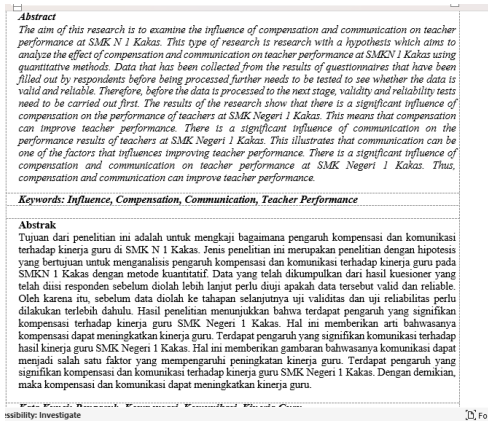 Abstract
The aim of this research is to examine the influence of compensation and communication on teacher
performance at SMK N 1 Kakas. This type of research is research with a hypothesis which aims to
analyze the effect of compensation and communication on teacher performance at SMKN 1 Kakas using
quantitative methods. Data that has been collected from the results of questionnaires that have been
filled out by respondents before being processed further needs to be tested to see whether the data is
valid and reliable. Therefore, before the data is processed to the next stage, validity and reliability tests
need to be carried out first. The results of the research show that there is a significant influence of
compensation on the performance of teachers at SMK Negeri 1 Kakas. This means that compensation
can improve teacher performance. There is a significant influence of communication on the
performance results of teachers at SMK Negeri 1 Kakas. This illustrates that communication can be
one of the factors that influences improving teacher performance. There is a significant influence of
compensation and communication on teacher performance at SMK Negeri 1 Kakas. Thus,
compensation and communication can improve teacher performance.
Keywords: Influence, Compensation, Communication, Teacher Performance
Abstrak
Tujuan dari penelitian ini adalah untuk mengkaji bagaimana pengaruh kompensasi dan komunikasi
terhadap kinerja guru di SMK N 1 Kakas. Jenis penelitian ini merupakan penelitian dengan hipotesis
yang bertujuan untuk menganalisis pengaruh kompensasi dan komunikasi terhadap kinerja guru pada
SMKN 1 Kakas dengan metode kuantitatif. Data yang telah dikumpulkan dari hasil kuesioner yang
telah diisi responden sebelum diolah lebih lanjut perlu diuji apakah data tersebut valid dan reliable.
Oleh karena itu, sebelum data diolah ke tahapan selanjutnya uji validitas dan uji reliabilitas perlu
dilakukan terlebih dahulu. Hasil penelitian menunjukkan bahwa terdapat pengaruh yang signifikan
kompensasi terhadap kinerja guru SMK Negeri 1 Kakas. Hal ini memberikan arti bahwasanya
kompensasi dapat meningkatkan kinerja guru. Terdapat pengaruh yang signifikan komunikasi terhadap
hasil kinerja guru SMK Negeri 1 Kakas. Hal ini memberikan gambaran bahwasanya komunikasi dapat
menjadi salah satu faktor yang mempengaruhi peningkatan kinerja guru. Terdapat pengaruh yang
signifikan kompensasi dan komunikasi terhadap kinerja guru SMK Negeri 1 Kakas. Dengan demikian,
maka kompensasi dan komunikasi dapat meningkatkan kinerja guru.
essibility: Investigate
Fo